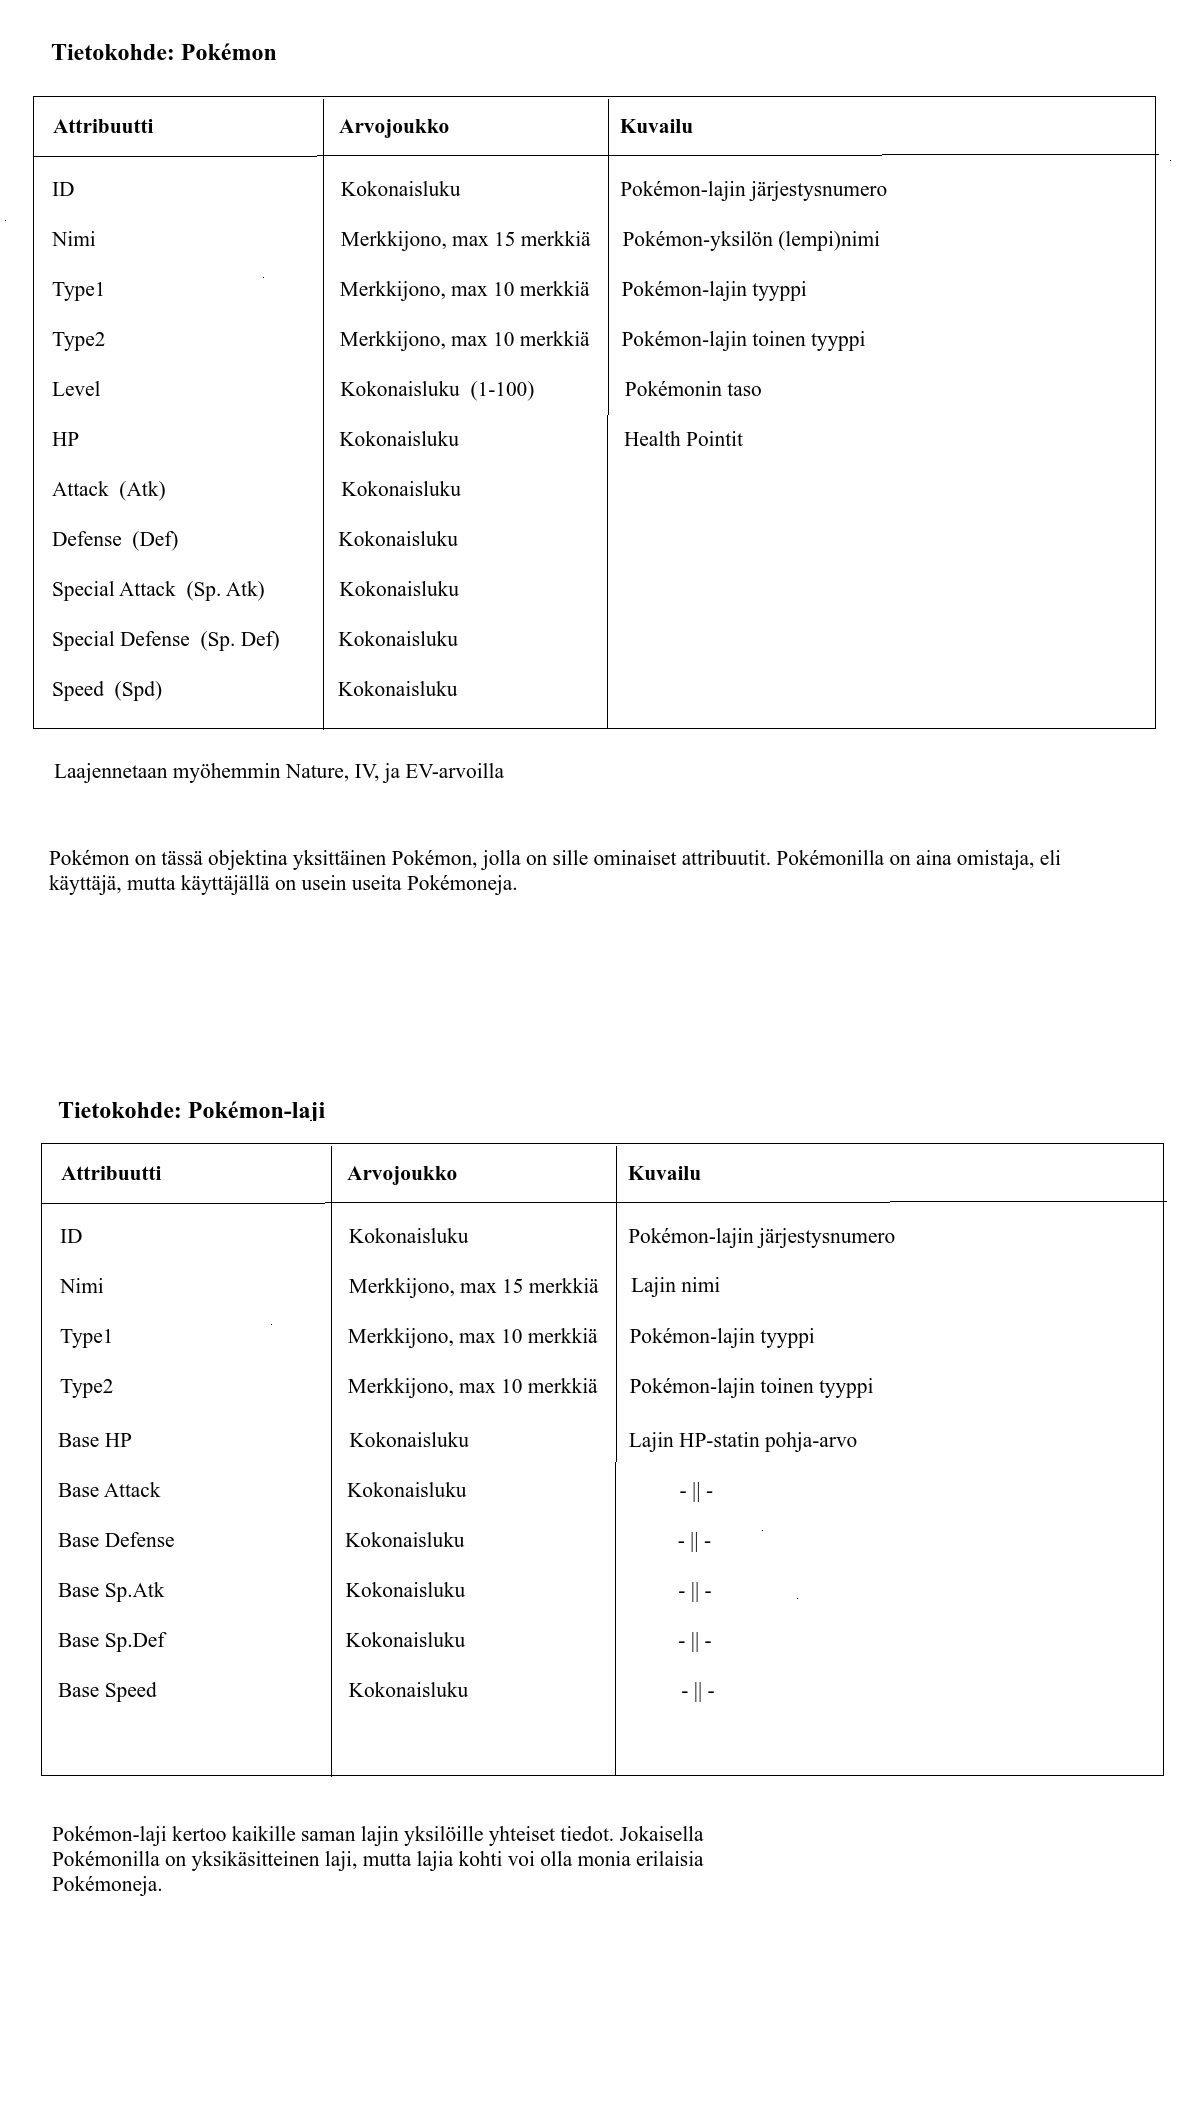 Tietokohde: Pokémon
Attribuutti Arvojoukko Kuvailu
ID Kokonaisluku Pokémon-lajin järjestysnumero
Nimi Merkkijono, max 15 merkkiä Pokémon-yksilön (lempi)nimi
Type1 Merkkijono, max 10 merkkiä Pokémon-lajin tyyppi
Type2 Merkkijono, max 10 merkkiä Pokémon-lajin toinen tyyppi
Level Kokonaisluku (1-100) Pokémonin taso
HP Kokonaisluku Health Pointit
Attack (Atk) Kokonaisluku
Defense (Def) Kokonaisluku
Special Attack (Sp. Atk) Kokonaisluku
Special Defense (Sp. Def) Kokonaisluku
Speed (Spd) Kokonaisluku
Laajennetaan myöhemmin Nature, IV, ja EV-arvoilla
Pokémon on tässä objektina yksittäinen Pokémon, jolla on sille ominaiset attribuutit. Pokémonilla on aina omistaja, eli
käyttäjä, mutta käyttäjällä on usein useita Pokémoneja.
Tietokohde: Pokémon-laji
Attribuutti Arvojoukko Kuvailu
ID Kokonaisluku Pokémon-lajin järjestysnumero
Nimi Merkkijono, max 15 merkkiä Lajin nimi
Type1 Merkkijono, max 10 merkkiä Pokémon-lajin tyyppi
Type2 Merkkijono, max 10 merkkiä Pokémon-lajin toinen tyyppi
Base HP Kokonaisluku Lajin HP-statin pohja-arvo
Base Attack Kokonaisluku - || -
Base Defense Kokonaisluku - || -
Base Sp.Atk Kokonaisluku - || -
Base Sp.Def Kokonaisluku - || -
Base Speed Kokonaisluku - || -
Pokémon-laji kertoo kaikille saman lajin yksilöille yhteiset tiedot. Jokaisella
Pokémonilla on yksikäsitteinen laji, mutta lajia kohti voi olla monia erilaisia
Pokémoneja.